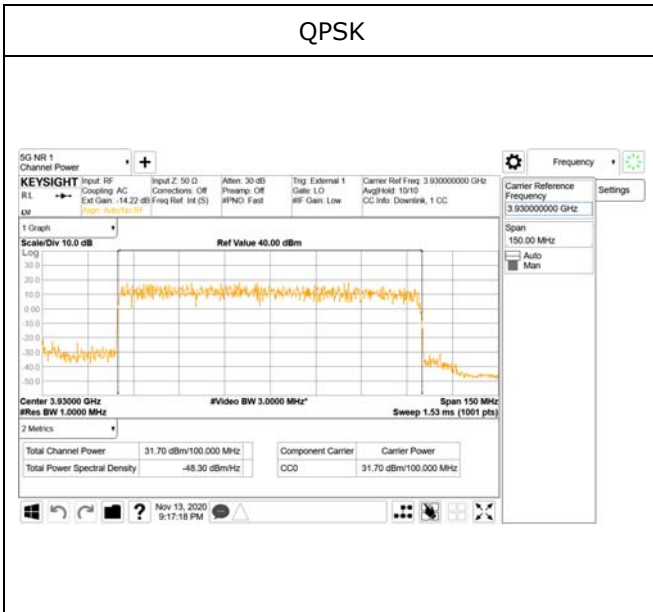 QPSK
5G NR 1
Channel Power
Frequency
KEYSIGHT
RL
Input: RF
Coupling: AC
Ext Gain: -14.22 dB
Align: Auto/No RF
Input Z: 50 Ω
Corrections: Off
Freq Ref: Int (S)
Atten: 30 dB
Preamp: Off
#PNO: Fast
Trig: External 1
Gate: LO
#IF Gain: Low
Carrier Ref Freq: 3.930000000 GHz
Avg|Hold: 10/10
CC Info: Downlink, 1 CC
Carrier Reference
Frequency
3.930000000 GHz
Settings
Span
150.00 MHz
Auto
Man
1 Graph
Scale/Div 10.0 dB
Ref Value 40.00 dBm
Log
30.0
20.0
10.0
0.00
-10.0
-20.0
-30.0
-40.0
-50.0
Center 3.93000 GHz
#Video BW 3.0000 MHz*
Span 150 MHz
#Res BW 1.0000 MHz
Sweep 1.53 ms (1001 pts)
2 Metrics
Total Channel Power 31.70 dBm/100.000 MHz
Total Power Spectral Density -48.30 dBm/Hz
Component Carrier Carrier Power
CC0 31.70 dBm/100.000 MHz
?
Nov 13, 2020
9:17:18 PM